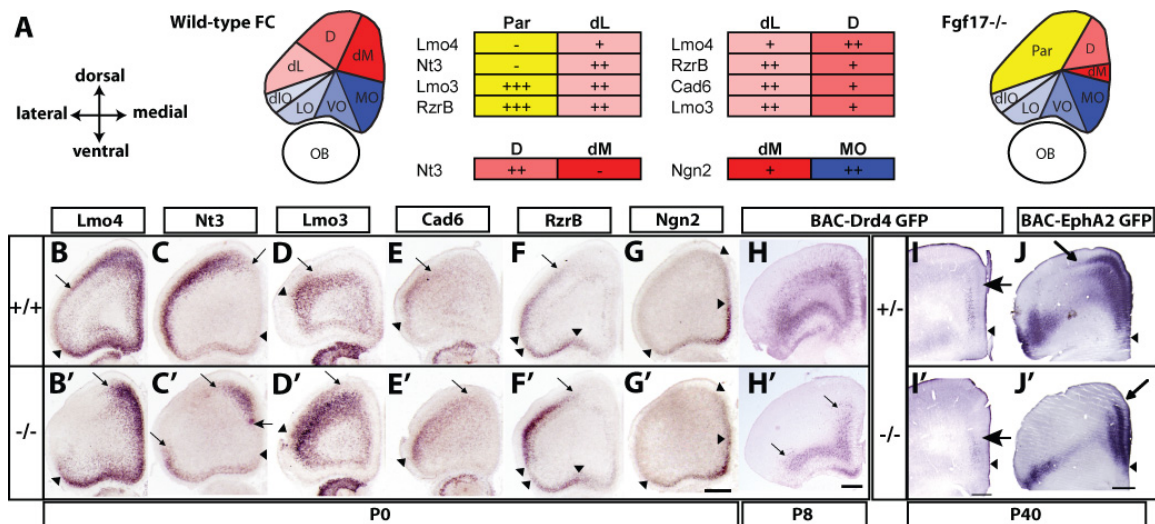 A
Wild-type FC
Fgf17-/-
dorsal
lateral medial
ventral
D
dM
dL
dlO
LO
VO
MO
OB
Par dL
Lmo4 - +
Nt3 - ++
Lmo3 +++ ++
RzrB +++ ++
dL D
Lmo4 + ++
RzrB ++ +
Cad6 ++ +
Lmo3 ++ +
D dM
Nt3 ++ -
dM MO
Ngn2 + ++
Par
D
dM
dlO
LO
VO
MO
OB
Lmo4 Nt3 Lmo3 Cad6 RzrB Ngn2 BAC-Drd4 GFP BAC-EphA2 GFP
B C D E F G H I J
+/+ +/-
B' C' D' E' F' G' H' I' J'
-/- -/-
P0 P8 P40